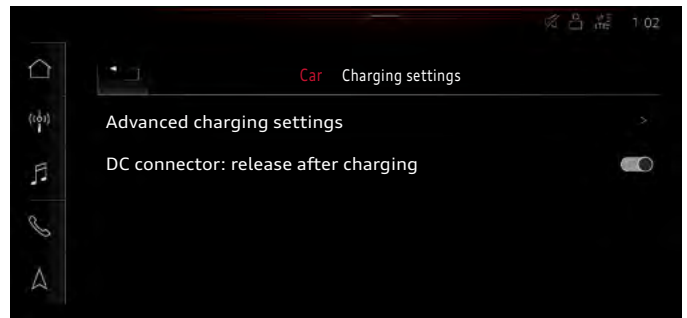 1:02
Car Charging settings
Advanced charging settings
DC connector: release after charging